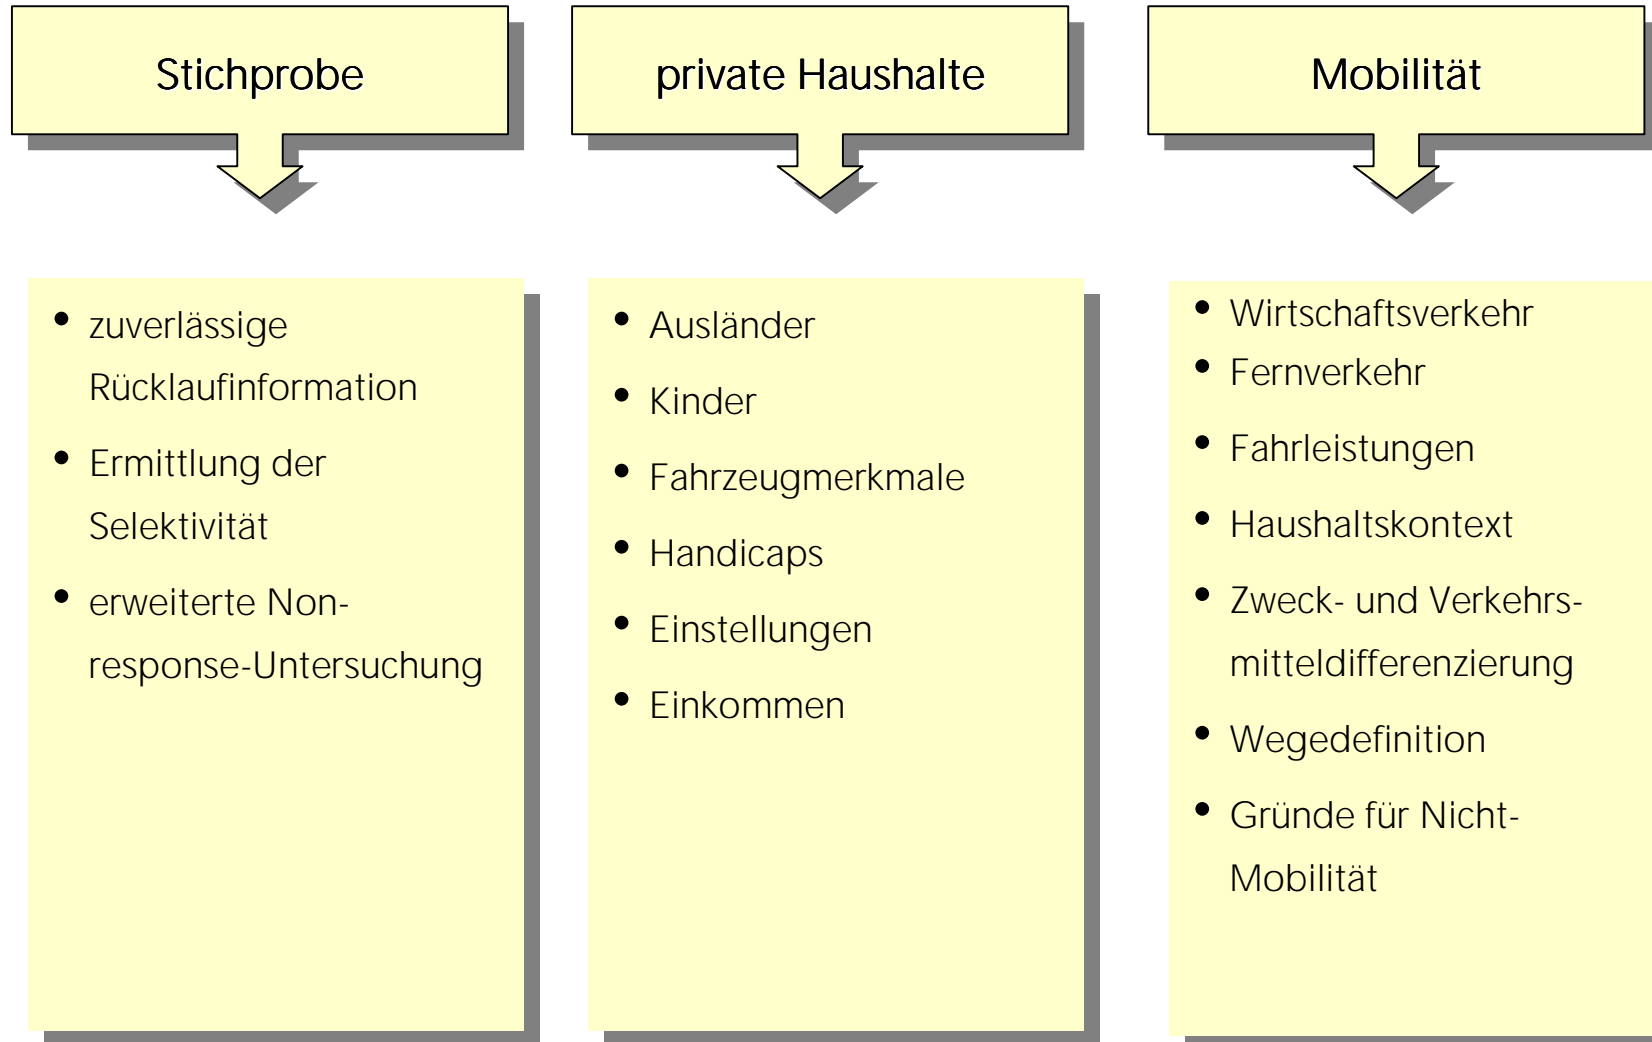 Stichprobe
zuverlässige
Rücklaufinformation
Ermittlung der
Selektivität
erweiterte Non-
response-Untersuchung
private Haushalte
Ausländer
Kinder
Fahrzeugmerkmale
Handicaps
Einstellungen
Einkommen
Mobilität
Wirtschaftsverkehr
Fernverkehr
Fahrleistungen
Haushaltskontext
Zweck- und Verkehrs-
mitteldifferenzierung
Wegedefinition
Gründe für Nicht-
Mobilität